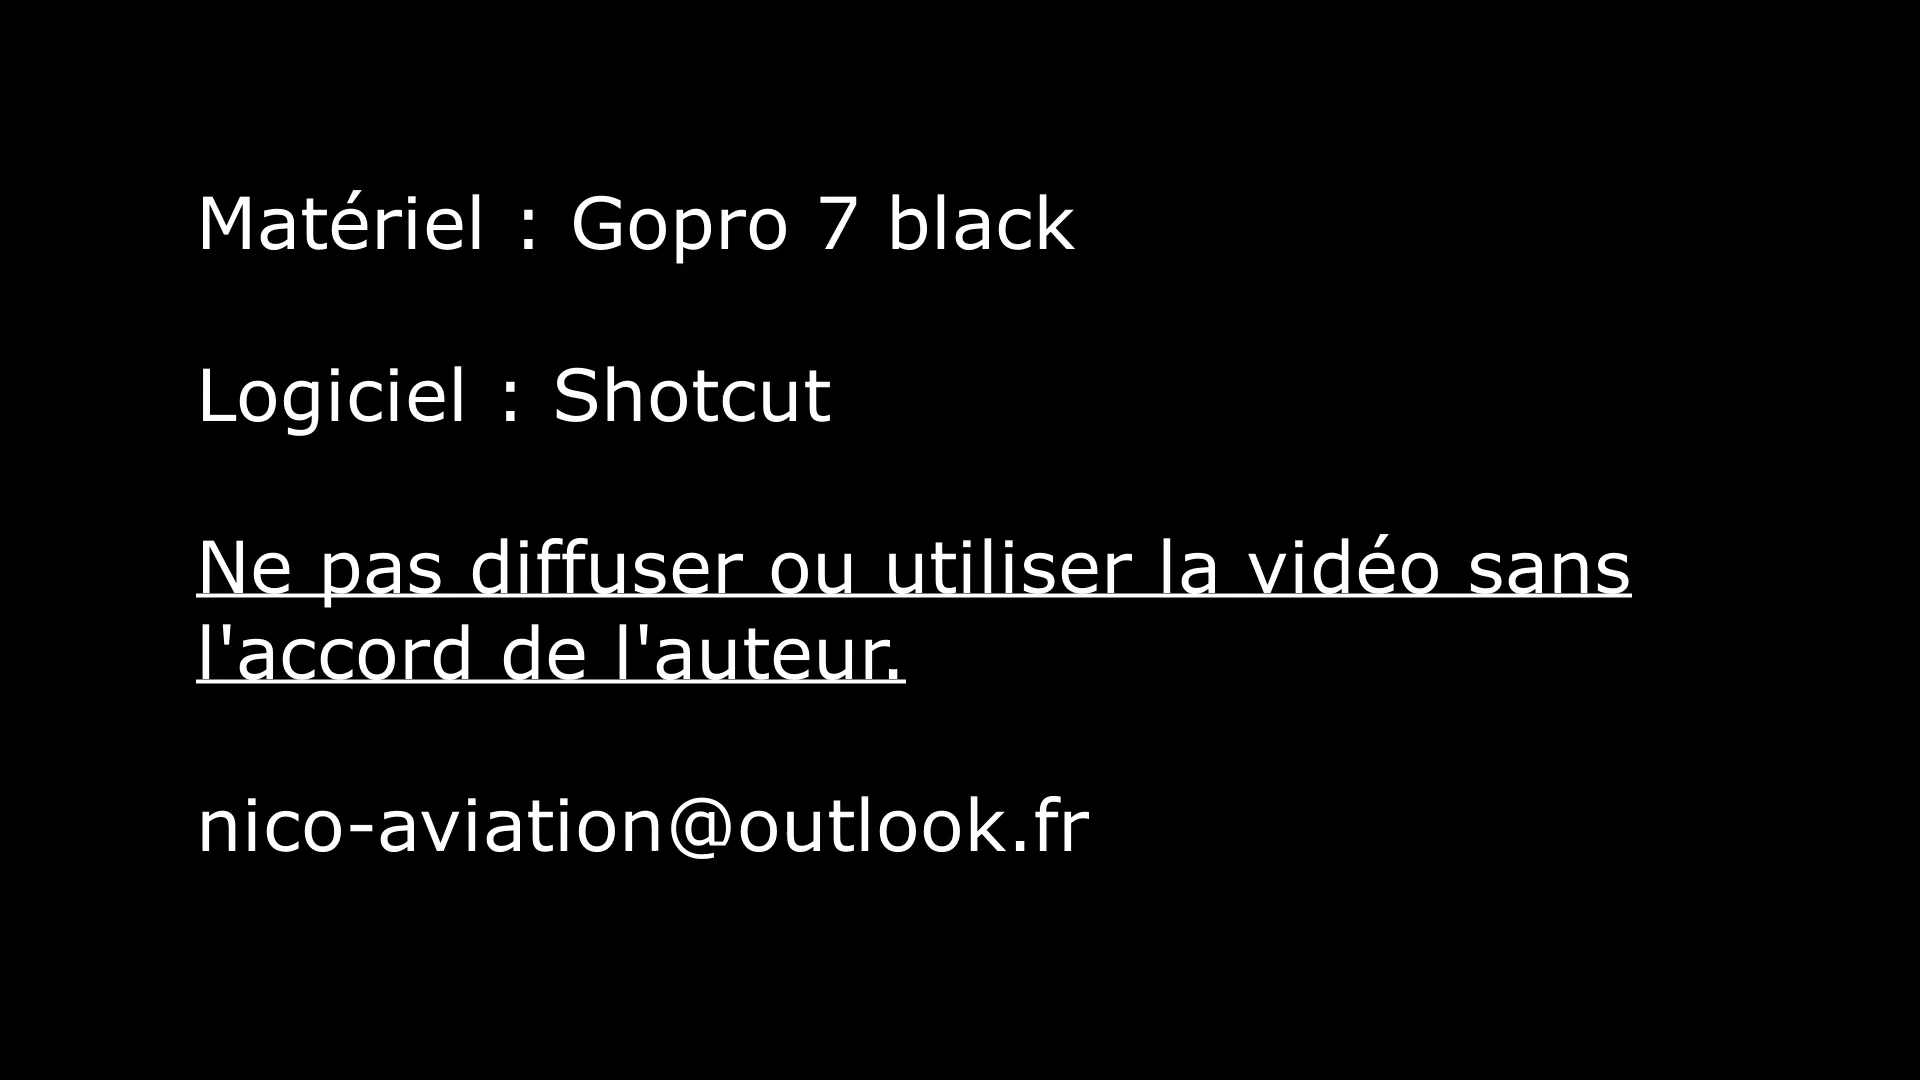 Matériel : Gopro 7 black
Logiciel : Shotcut
Ne pas diffuser ou utiliser la vidéo sans
l'accord de l'auteur.
nico-aviation@outlook.fr